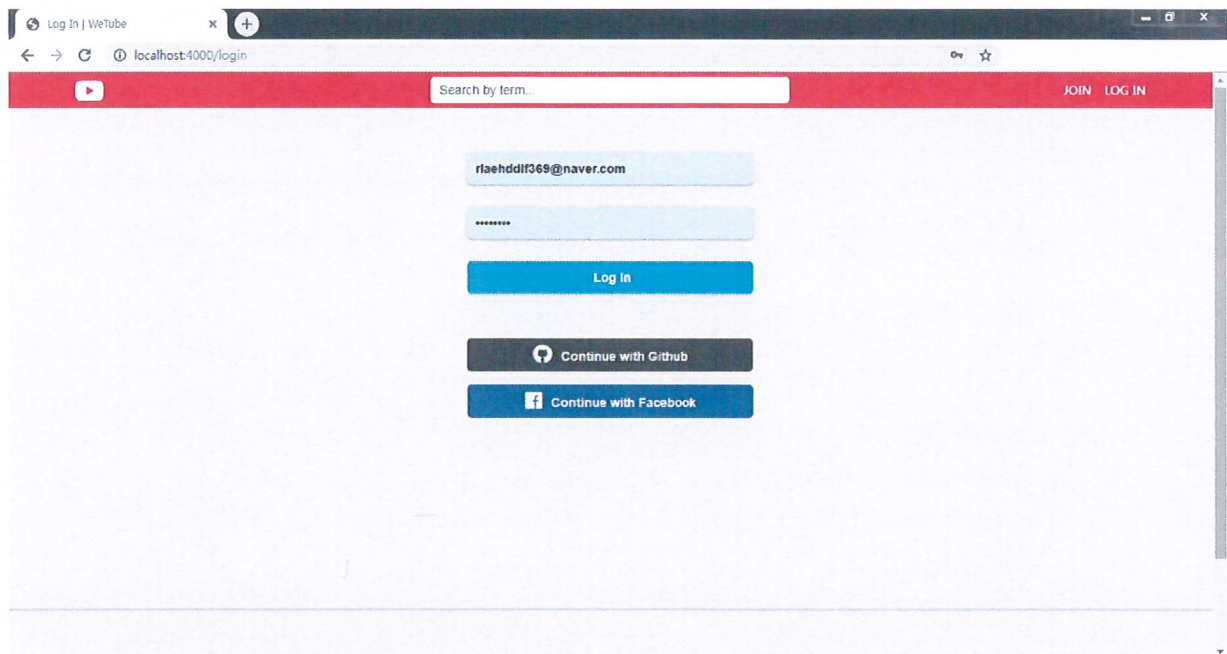 Log In | WeTube
localhost:4000/login
Search by term...
JOIN LOG IN
rlaehddlf369@naver.com
••••••••
Log In
Continue with Github
Continue with Facebook